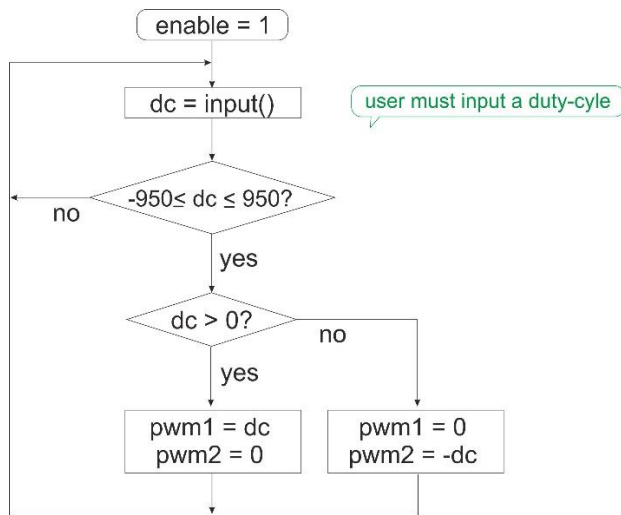 enable = 1
dc = input()
user must input a duty-cyle
-950≤ dc ≤ 950?
no
yes
dc > 0?
no
yes
pwm1 = dc
pwm2 = 0
pwm1 = 0
pwm2 = -dc